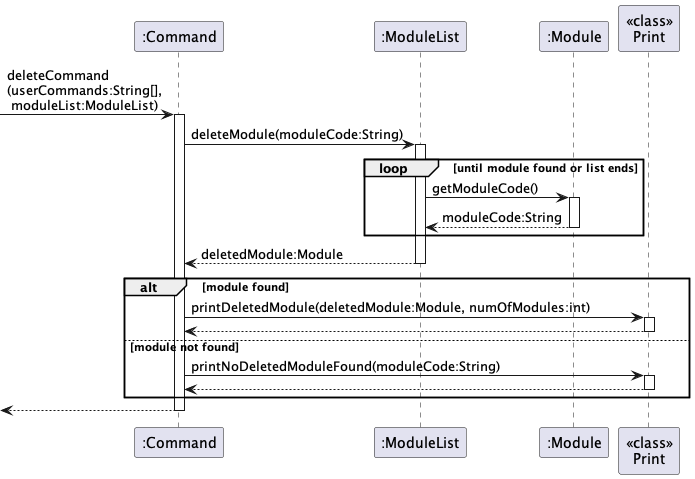 :Command
:ModuleList
:Module
«class»
Print
deleteCommand
(userCommands:String[],
moduleList:ModuleList)
deleteModule(moduleCode:String)
loop
[until module found or list ends]
getModuleCode()
moduleCode:String
deletedModule:Module
alt
[module found]
printDeletedModule(deletedModule:Module, numOfModules:int)
[module not found]
printNoDeletedModuleFound(moduleCode:String)
:Command
:ModuleList
:Module
«class»
Print